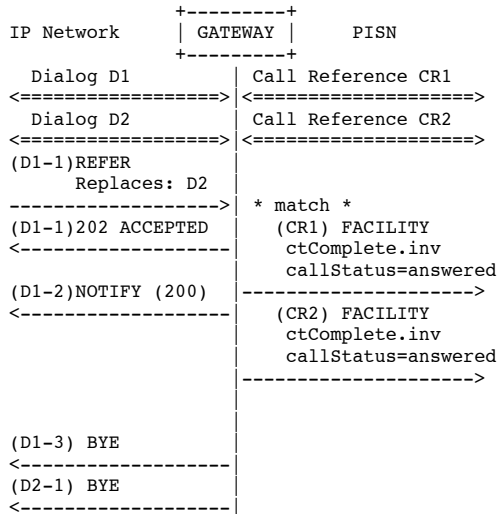 +---------+
IP Network | GATEWAY | PISN
+---------+
Dialog D1 | Call Reference CR1
<==================>|<====================>
Dialog D2 | Call Reference CR2
<==================>|<====================>
(D1-1)REFER |
Replaces: D2 |
------------------->| * match *
(D1-1)202 ACCEPTED | (CR1) FACILITY
<-------------------| ctComplete.inv
| callStatus=answered
(D1-2)NOTIFY (200) |--------------------->
<-------------------| (CR2) FACILITY
| ctComplete.inv
| callStatus=answered
|--------------------->
|
|
(D1-3) BYE |
<-------------------|
(D2-1) BYE |
<-------------------|